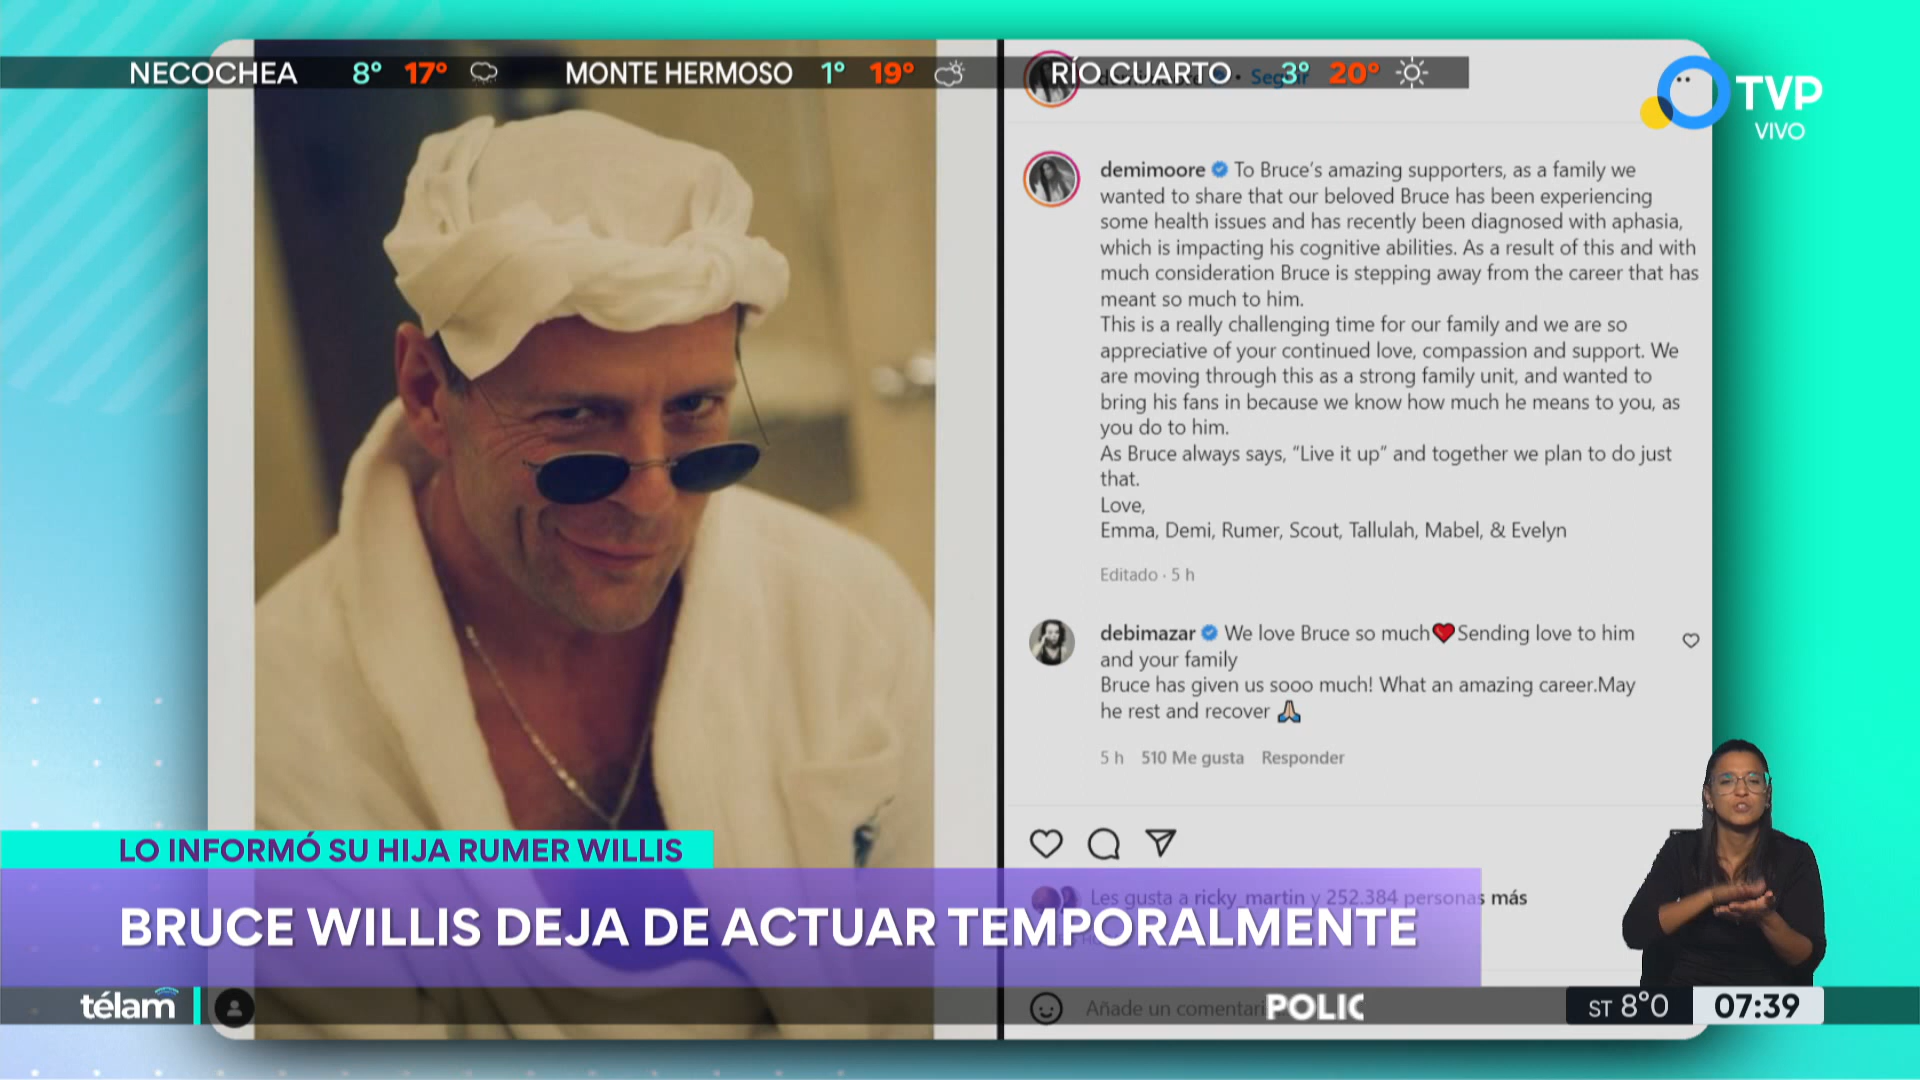 NECOCHEA 8° 17° MONTE HERMOSO 1° 19° RÍO CUARTO 3° 20°
TVP
VIVO
demimoore To Bruce's amazing supporters, as a family we
wanted to share that our beloved Bruce has been experiencing
some health issues and has recently been diagnosed with aphasia,
which is impacting his cognitive abilities. As a result of this and with
much consideration Bruce is stepping away from the career that has
meant so much to him.
This is a really challenging time for our family and we are so
appreciative of your continued love, compassion and support. We
are moving through this as a strong family unit, and wanted to
bring his fans in because we know how much he means to you, as
you do to him.
As Bruce always says, “Live it up” and together we plan to do just
that.
Love,
Emma, Demi, Rumer, Scout, Tallulah, Mabel, & Evelyn
Editado · 5 h
debimazar We love Bruce so much❤Sending love to him
and your family
Bruce has given us sooo much! What an amazing career.May
he rest and recover 🙏
5 h 510 Me gusta Responder
Les gusta a ricky_martin y 252.384 personas más
LO INFORMÓ SU HIJA RUMER WILLIS
BRUCE WILLIS DEJA DE ACTUAR TEMPORALMENTE
télam
Añade un comentari
POLIC
ST 8°0 07:39